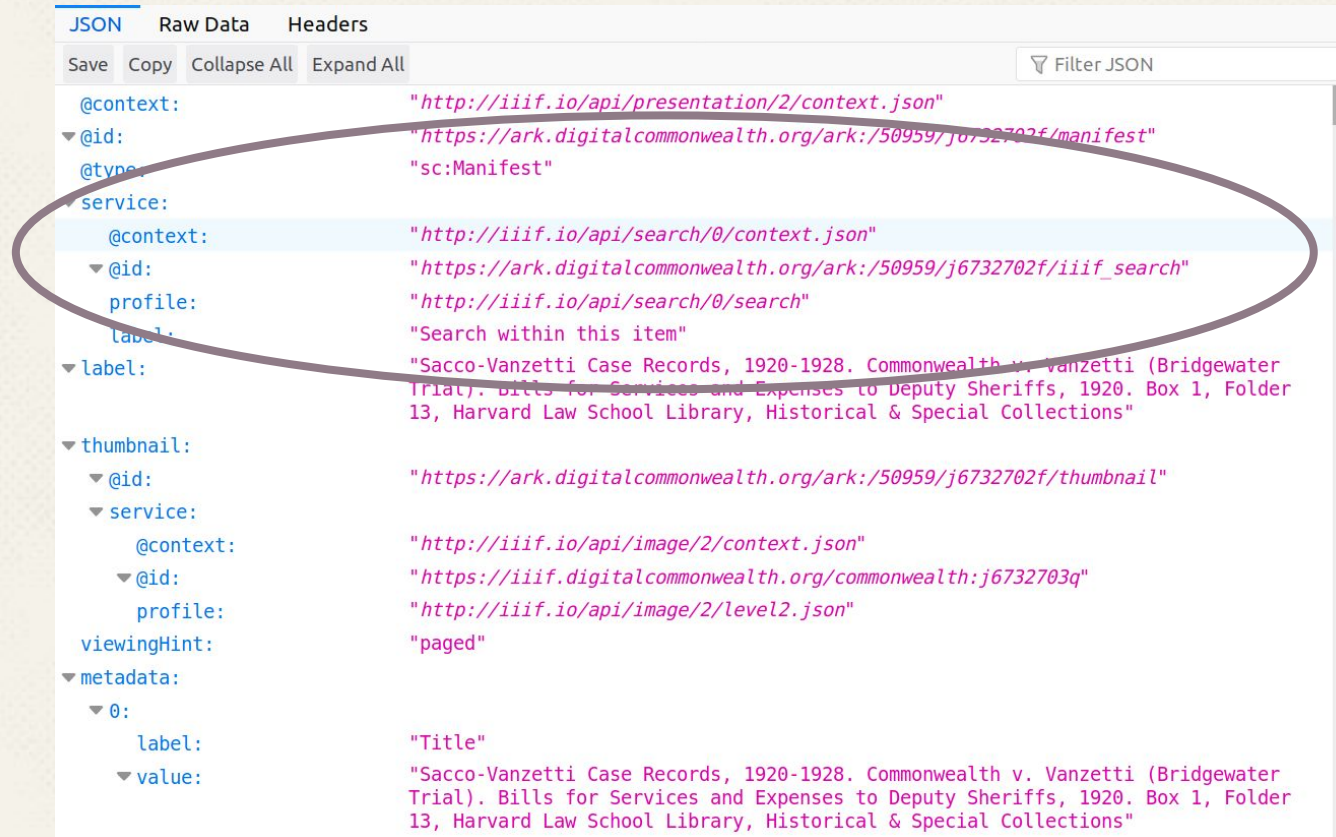 JSON Raw Data Headers
Save Copy Collapse All Expand All Filter JSON
@context: "http://iiif.io/api/presentation/2/context.json"
@id: "https://ark.digitalcommonwealth.org/ark:/50959/j6732702f/manifest"
@type: "sc:Manifest"
service:
@context: "http://iiif.io/api/search/0/context.json"
@id: "https://ark.digitalcommonwealth.org/ark:/50959/j6732702f/iiif_search"
profile: "http://iiif.io/api/search/0/search"
label: "Search within this item"
label: "Sacco-Vanzetti Case Records, 1920-1928. Commonwealth v. Vanzetti (Bridgewater
Trial). Bills for Services and Expenses to Deputy Sheriffs, 1920. Box 1, Folder
13, Harvard Law School Library, Historical & Special Collections"
thumbnail:
@id: "https://ark.digitalcommonwealth.org/ark:/50959/j6732702f/thumbnail"
service:
@context: "http://iiif.io/api/image/2/context.json"
@id: "https://iiif.digitalcommonwealth.org/commonwealth:j6732703q"
profile: "http://iiif.io/api/image/2/level2.json"
viewingHint: "paged"
metadata:
0:
label: "Title"
value: "Sacco-Vanzetti Case Records, 1920-1928. Commonwealth v. Vanzetti (Bridgewater
Trial). Bills for Services and Expenses to Deputy Sheriffs, 1920. Box 1, Folder
13, Harvard Law School Library, Historical & Special Collections"